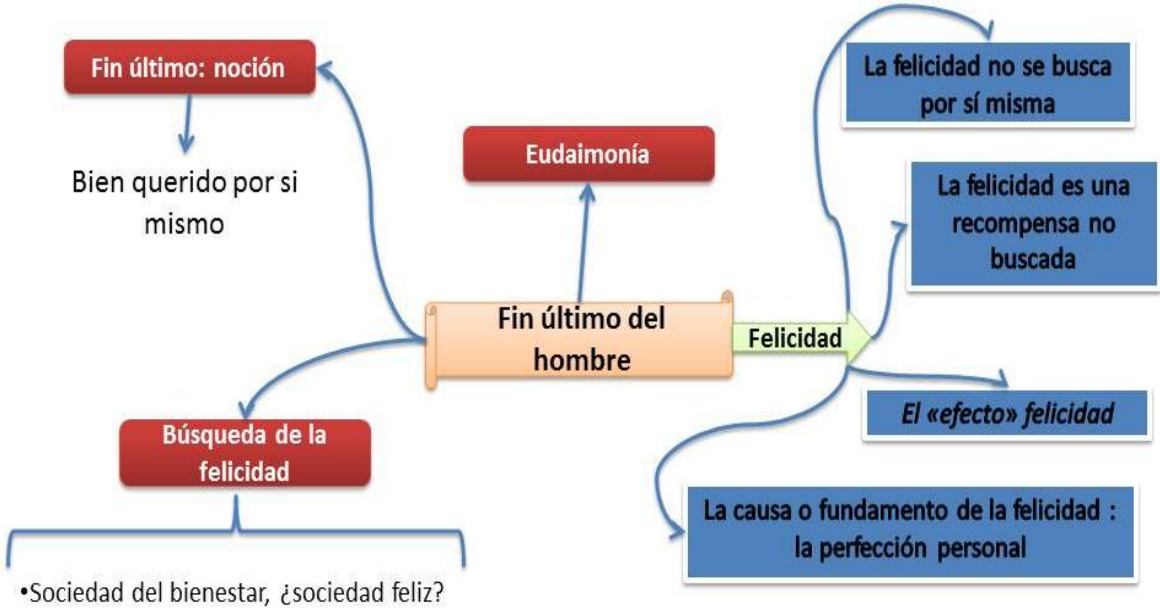 Fin último: noción
Bien querido por si
mismo
Eudaimonía
Fin último del
hombre
Felicidad
La felicidad no se busca
por sí misma
La felicidad es una
recompensa no
buscada
El «efecto» felicidad
La causa o fundamento de la felicidad :
la perfección personal
Búsqueda de la
felicidad
•Sociedad del bienestar, ¿sociedad feliz?